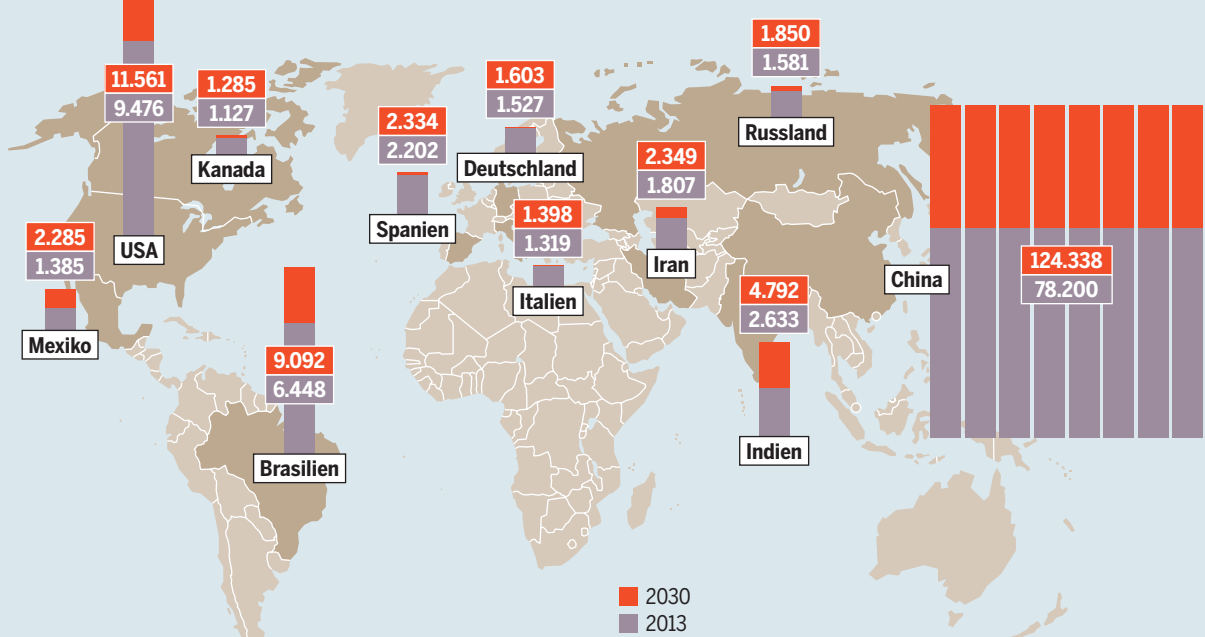 11.561
9.476
USA
1.285
1.127
Kanada
2.285
1.385
Mexiko
9.092
6.448
Brasilien
2.334
2.202
Spanien
1.603
1.527
Deutschland
1.398
1.319
Italien
2.349
1.807
Iran
1.850
1.581
Russland
4.792
2.633
Indien
China
124.338
78.200
2030
2013